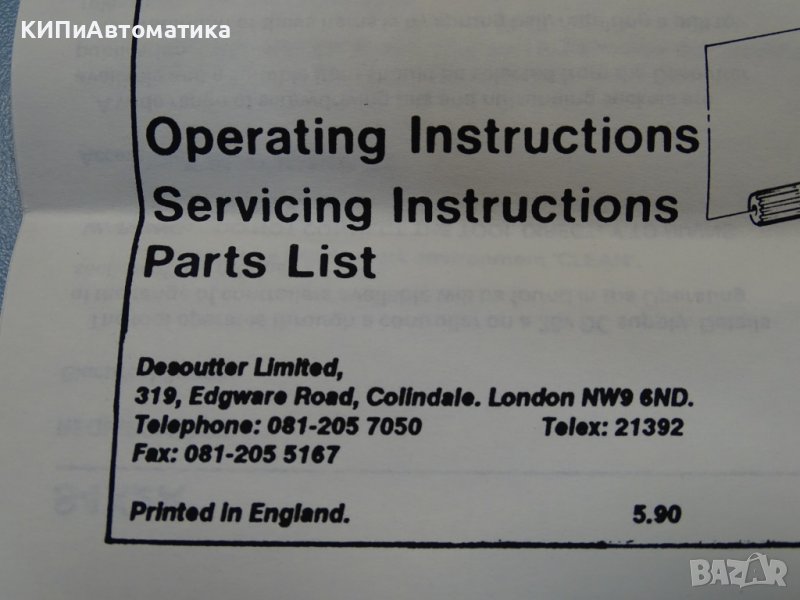 КИПиАвтоматика
Operating Instructions
Servicing Instructions
Parts List
Desoutter Limited,
319, Edgware Road, Colindale. London NW9 6ND.
Telephone: 081-205 7050 Telex: 21392
Fax: 081-205 5167
Printed in England. 5.90
BAZAR